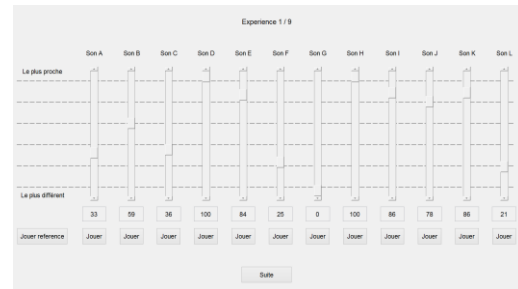 Experience 1 / 9
Son A Son B Son C Son D Son E Son F Son G Son H Son I Son J Son K Son L
Le plus proche
Le plus différent
33 59 36 100 84 25 0 100 86 78 86 21
Jouer reference Jouer Jouer Jouer Jouer Jouer Jouer Jouer Jouer Jouer Jouer Jouer Jouer
Suite